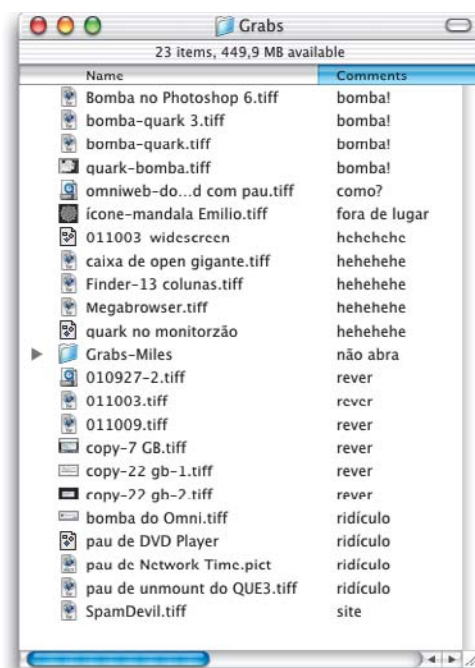 Grabs
23 items, 449,9 MB available
Name Comments
Bomba no Photoshop 6.tiff bomba!
bomba-quark 3.tiff bomba!
bomba-quark.tiff bomba!
quark-bomba.tiff bomba!
omniweb-do...d com pau.tiff como?
ícone-mandala Emilio.tiff fora de lugar
011003 widescreen hehehehe
caixa de open gigante.tiff hehehehe
Finder-13 colunas.tiff hehehehe
Megabrowser.tiff hehehehe
quark no monitorzão hehehehe
Grabs-Miles não abra
010927-2.tiff rever
011003.tiff rever
011009.tiff rever
copy-7 GB.tiff rever
copy-22 gb-1.tiff rever
copy-22 gb-2.tiff rever
bomba do Omni.tiff ridículo
pau de DVD Player ridículo
pau de Network Time.pict ridículo
pau de unmount do QUE3.tiff ridículo
SpamDevil.tiff site